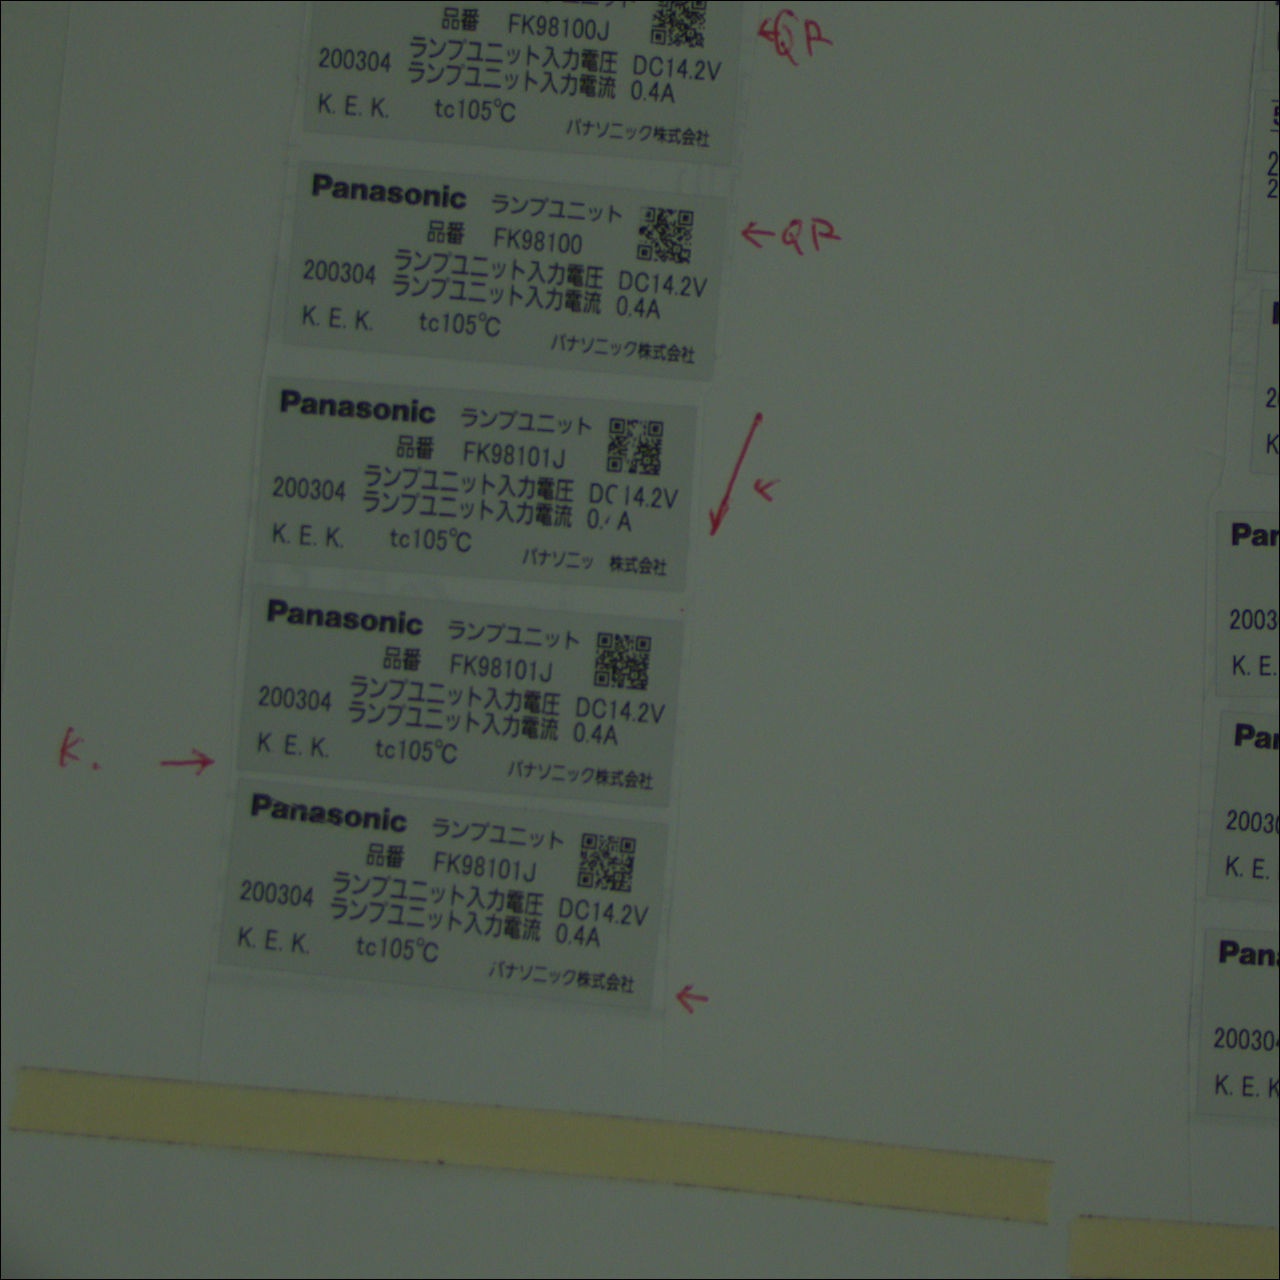 品番 FK98100J
200304 ランプユニット入力電圧 DC14.2V
ランプユニット入力電流 0.4A
K. E. K. tc105℃
パナソニック株式会社
Panasonic ランプユニット
品番 FK98100
200304 ランプユニット入力電圧 DC14.2V
ランプユニット入力電流 0.4A
K. E. K. tc105℃
パナソニック株式会社
←QR
Panasonic ランプユニット
品番 FK98101J
200304 ランプユニット入力電圧 DC 14.2V
ランプユニット入力電流 0. A
K. E. K. tc105℃
パナソニッ 株式会社
Panasonic ランプユニット
品番 FK98101J
200304 ランプユニット入力電圧 DC14.2V
ランプユニット入力電流 0.4A
K E. K. tc105℃
パナソニック株式会社
K. →
Panasonic ランプユニット
品番 FK98101J
200304 ランプユニット入力電圧 DC14.2V
ランプユニット入力電流 0.4A
K. E. K. tc105℃
パナソニック株式会社
←
Pan
2003
K. E.
Pan
2003
K. E.
Pana
200304
K. E. K